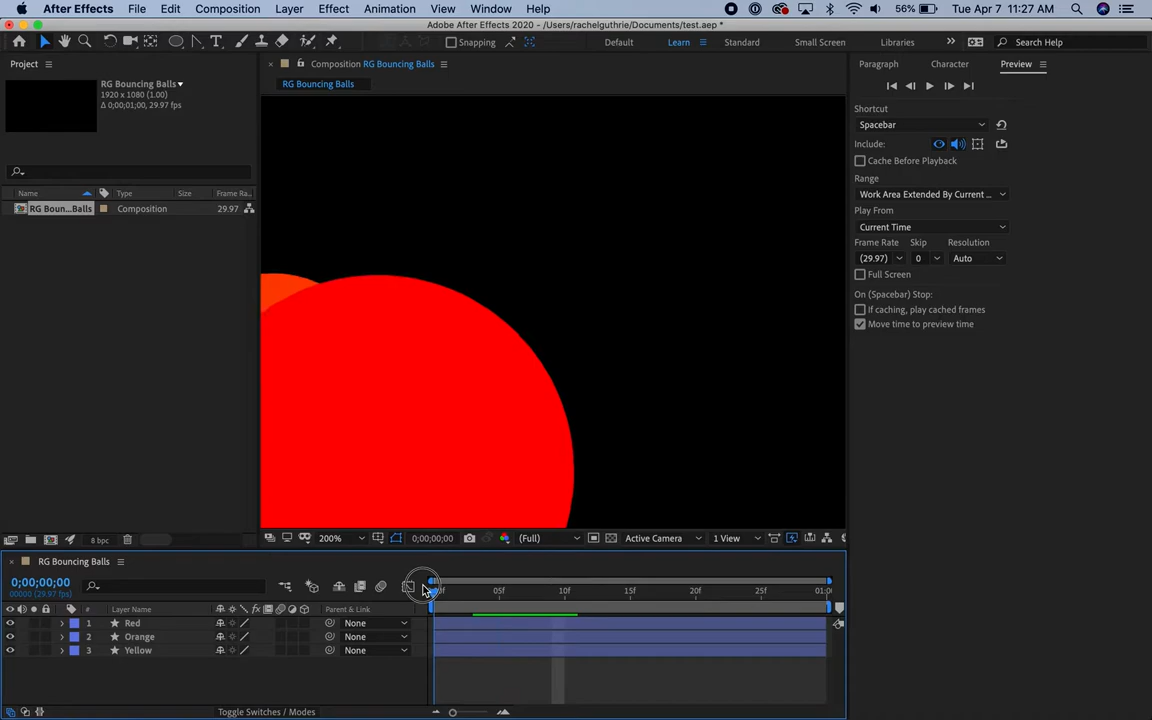 After Effects File Edit Composition Layer Effect Animation View Window Help 56% Tue Apr 7 11:27 AM
Adobe After Effects 2020 - /Users/rachelguthrie/Documents/test.aep *
Snapping Default Learn Standard Small Screen Libraries Search Help
Project Composition RG Bouncing Balls Paragraph Character Preview
RG Bouncing Balls
1920 x 1080 (1.00)
Δ 0;00;01;00, 29.97 fps
RG Bouncing Balls
Shortcut
Spacebar
Include:
Cache Before Playback
Range
Work Area Extended By Current ...
Play From
Current Time
Frame Rate Skip Resolution
(29.97) 0 Auto
Full Screen
On (Spacebar) Stop:
If caching, play cached frames
Move time to preview time
Name Type Size Frame Ra...
RG Boun...Balls Composition 29.97
8 bpc
200% 0;00;00;00 (Full) Active Camera 1 View
RG Bouncing Balls
0;00;00;00
00000 (29.97 fps)
05f 10f 15f 20f 25f 01:0
# Layer Name Parent & Link
1 Red None
2 Orange None
3 Yellow None
Toggle Switches / Modes